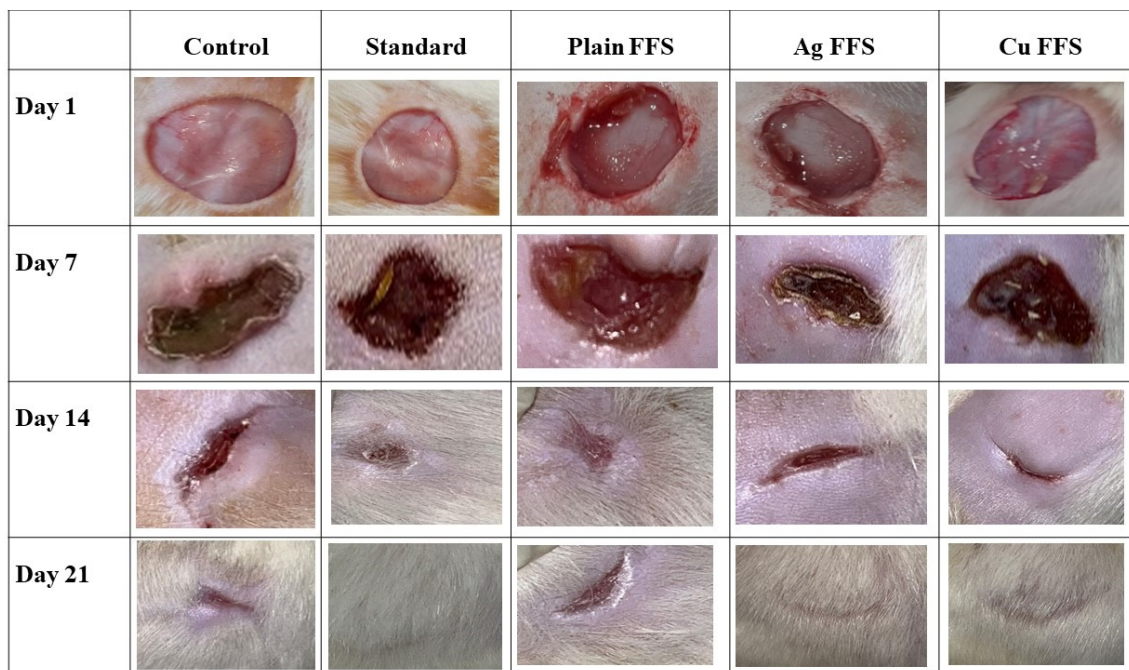 Control Standard Plain FFS Ag FFS Cu FFS
Day 1
Day 7
Day 14
Day 21